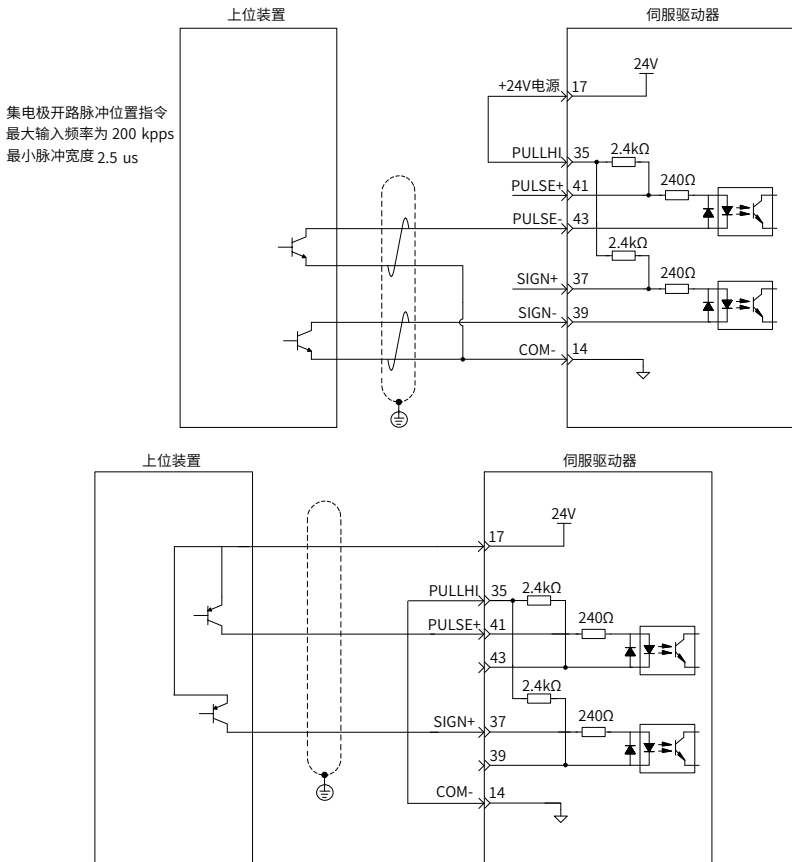 上位装置
伺服驱动器
集电极开路脉冲位置指令
最大输入频率为 200 kpps
最小脉冲宽度 2.5 us
24V
+24V电源 17
PULLHI 35 2.4kΩ
PULSE+ 41 240Ω
PULSE- 43
2.4kΩ
SIGN+ 37 240Ω
SIGN- 39
COM- 14
上位装置
伺服驱动器
24V
17
PULLHI 35 2.4kΩ
PULSE+ 41 240Ω
43
2.4kΩ
SIGN+ 37 240Ω
39
COM- 14